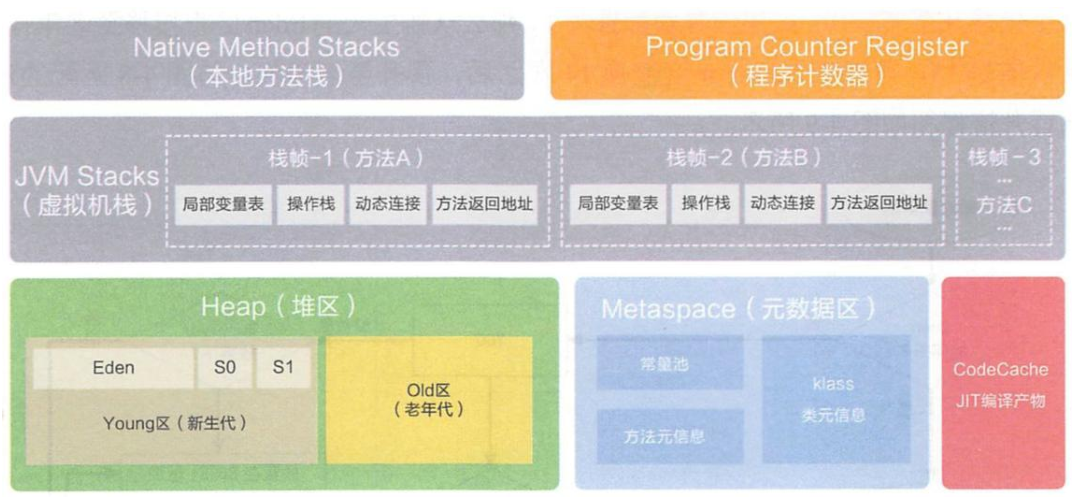 Native Method Stacks
（本地方法栈）
Program Counter Register
（程序计数器）
JVM Stacks
（虚拟机栈）
栈帧-1（方法A）
局部变量表
操作栈
动态连接
方法返回地址
栈帧-2（方法B）
局部变量表
操作栈
动态连接
方法返回地址
栈帧-3
...
方法C
...
Heap（堆区）
Eden
S0
S1
Young区（新生代）
Old区
（老年代）
Metaspace（元数据区）
常量池
方法元信息
klass
类元信息
CodeCache
JIT编译产物